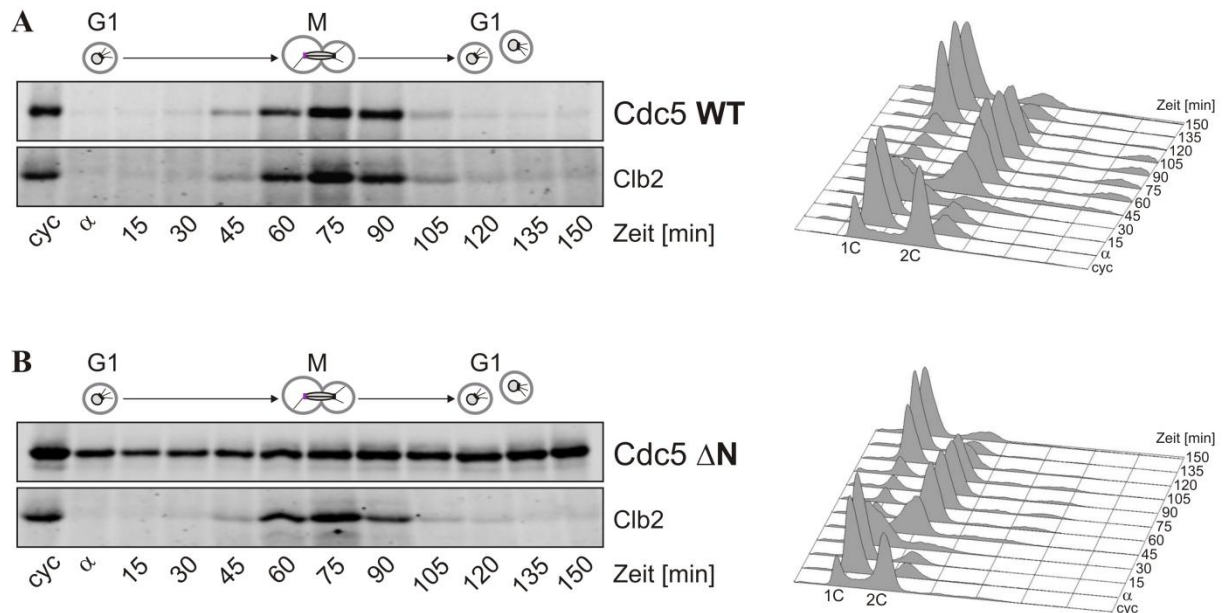 A
G1 M G1
Cdc5 WT
Clb2
cyc α 15 30 45 60 75 90 105 120 135 150 Zeit [min]
Zeit [min]
150
135
120
105
90
75
60
45
30
15
α
cyc
1C 2C
B
G1 M G1
Cdc5 ΔN
Clb2
cyc α 15 30 45 60 75 90 105 120 135 150 Zeit [min]
Zeit [min]
150
135
120
105
90
75
60
45
30
15
α
cyc
1C 2C